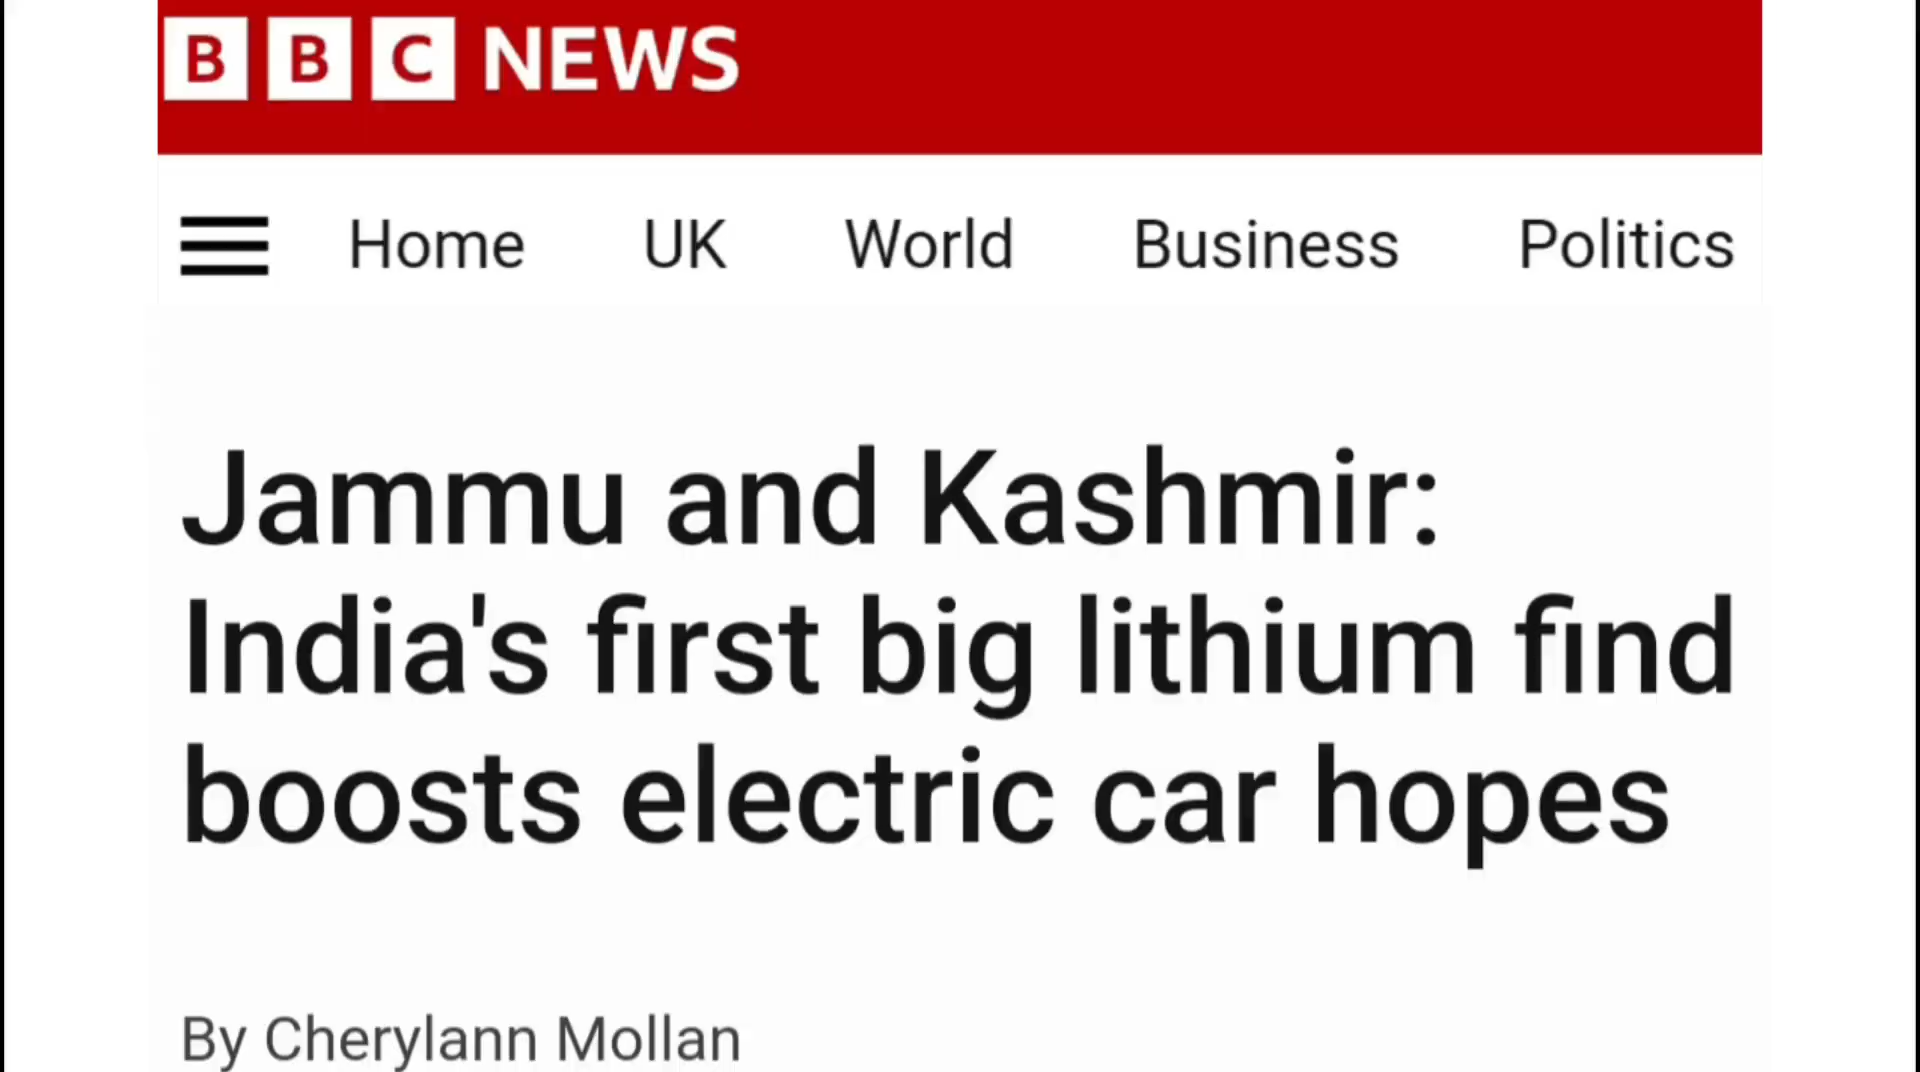 BBC NEWS
Home UK World Business Politics
Jammu and Kashmir:
India's first big lithium find
boosts electric car hopes
By Cherylann Mollan